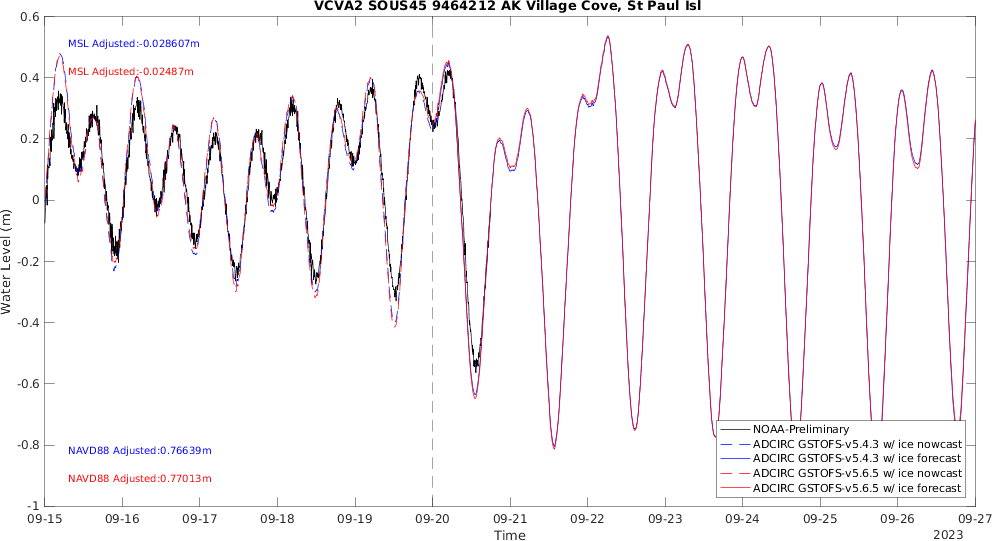 VCVA2 SOUS45 9464212 AK Village Cove, St Paul Isl
0.6
MSL Adjusted:-0.028607m
MSL Adjusted:-0.02487m
0.4
0.2
0
-0.2
-0.4
-0.6
-0.8
-1
Water Level (m)
NAVD88 Adjusted:0.76639m
NAVD88 Adjusted:0.77013m
NOAA-Preliminary
ADCIRC GSTOFS-v5.4.3 w/ ice nowcast
ADCIRC GSTOFS-v5.4.3 w/ ice forecast
ADCIRC GSTOFS-v5.6.5 w/ ice nowcast
ADCIRC GSTOFS-v5.6.5 w/ ice forecast
09-15 09-16 09-17 09-18 09-19 09-20 09-21 09-22 09-23 09-24 09-25 09-26 09-27
Time
2023